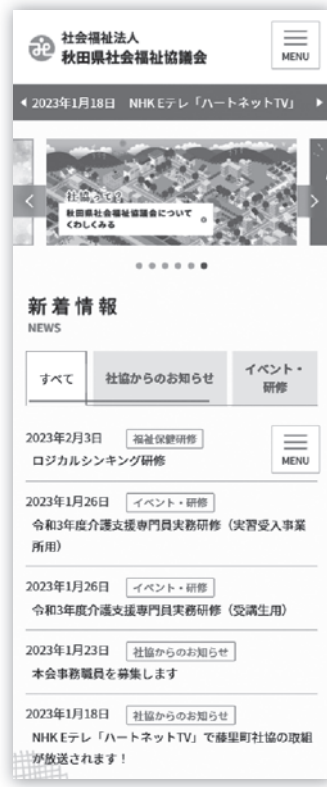 社会福祉法人
秋田県社会福祉協議会
MENU
2023年1月18日 NHK Eテレ「ハートネットTV」
社協って?
秋田県社会福祉協議会について
くわしくみる
新着情報
NEWS
すべて
社協からのお知らせ
イベント・
研修
2023年2月3日 福祉保健研修
ロジカルシンキング研修
MENU
2023年1月26日 イベント・研修
令和3年度介護支援専門員実務研修(実習受入事業
所用)
2023年1月26日 イベント・研修
令和3年度介護支援専門員実務研修(受講生用)
2023年1月23日 社協からのお知らせ
本会事務職員を募集します
2023年1月18日 社協からのお知らせ
NHK Eテレ「ハートネットTV」で藤里町社協の取組
が放送されます!